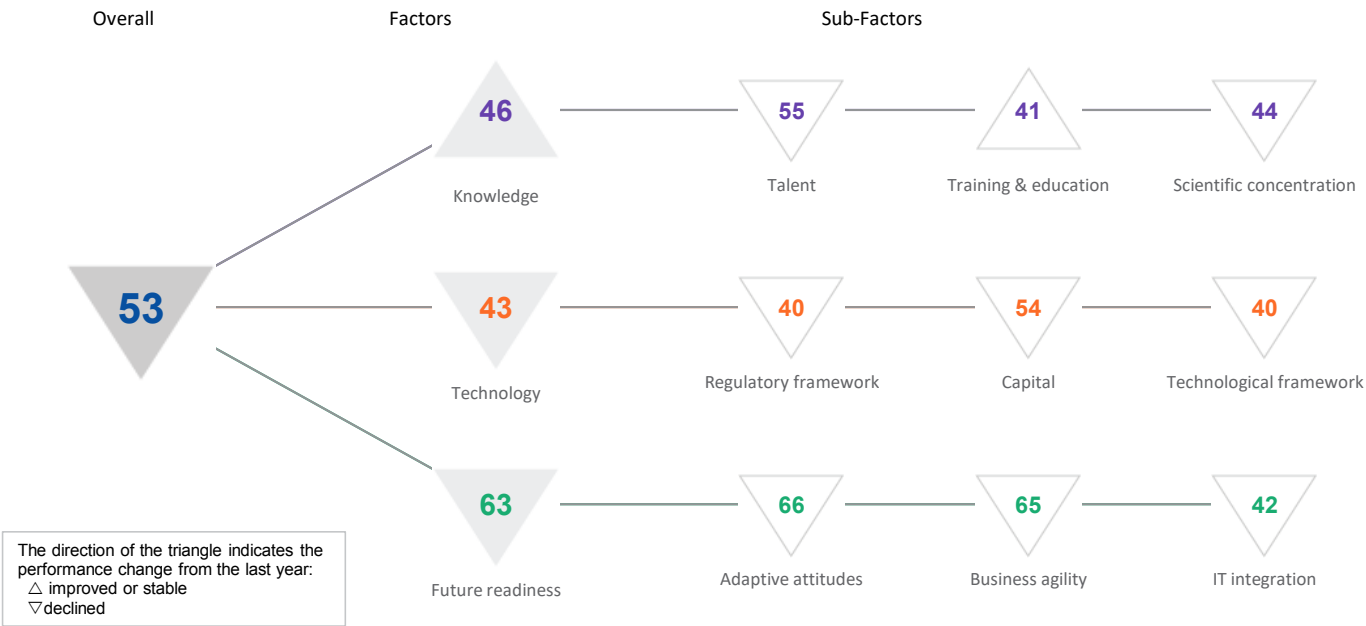 Overall Factors Sub-Factors
46 55 41 44
Knowledge Talent Training & education Scientific concentration
53 43 40 54 40
Technology Regulatory framework Capital Technological framework
63 66 65 42
Future readiness Adaptive attitudes Business agility IT integration
The direction of the triangle indicates the
performance change from the last year:
△ improved or stable
▽declined